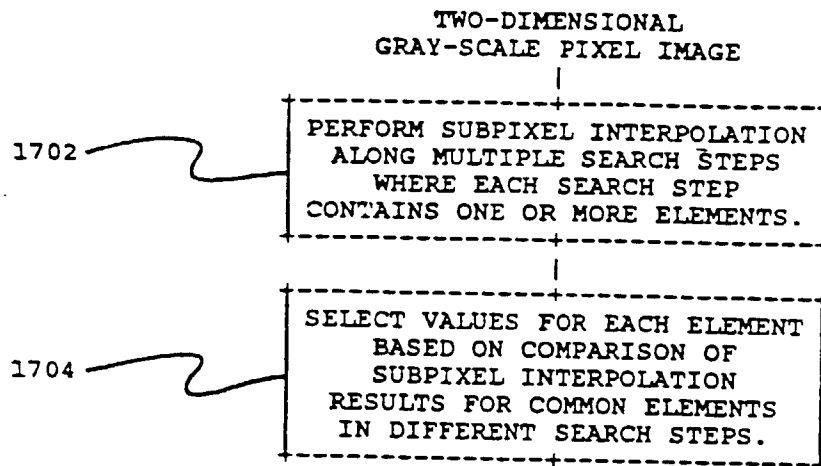 TWO-DIMENSIONAL
GRAY-SCALE PIXEL IMAGE
1702
PERFORM SUBPIXEL INTERPOLATION
ALONG MULTIPLE SEARCH STEPS
WHERE EACH SEARCH STEP
CONTAINS ONE OR MORE ELEMENTS.
1704
SELECT VALUES FOR EACH ELEMENT
BASED ON COMPARISON OF
SUBPIXEL INTERPOLATION
RESULTS FOR COMMON ELEMENTS
IN DIFFERENT SEARCH STEPS.